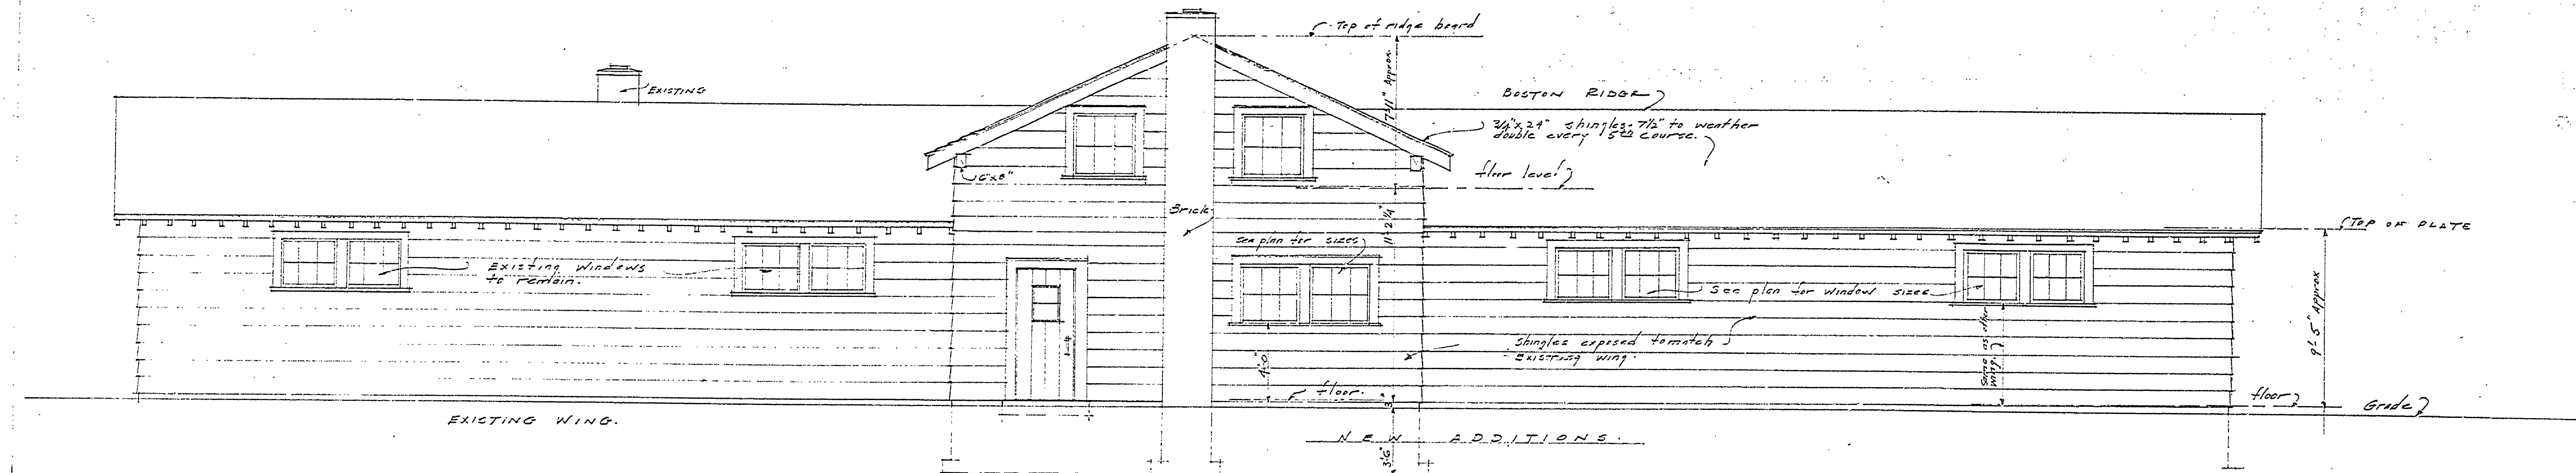 Top of ridge board
7'-11" Approx.
EXISTING
BOSTON RIDGE
3/4"x 24" shingles - 7 1/2" to weather
double every 5th course.
floor level
6"x8"
Brick
11'-2 1/4"
TOP OF PLATE
See plan for sizes
Existing windows
to remain.
See plan for window sizes
9'-5" Approx
Same as other
wing.
Shingles exposed to match
Existing wing.
4'-0"
floor.
3"
floor
Grade
EXISTING WING.
NEW ADDITIONS.
3'-6"